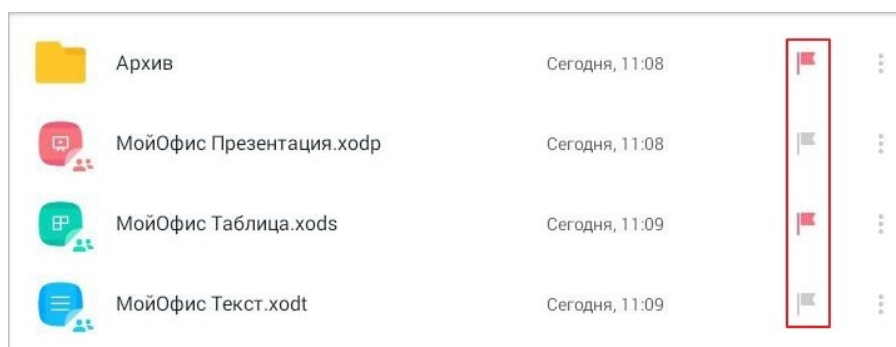 Архив Сегодня, 11:08
МойОфис Презентация.xodp Сегодня, 11:08
МойОфис Таблица.xods Сегодня, 11:09
МойОфис Текст.xodt Сегодня, 11:09